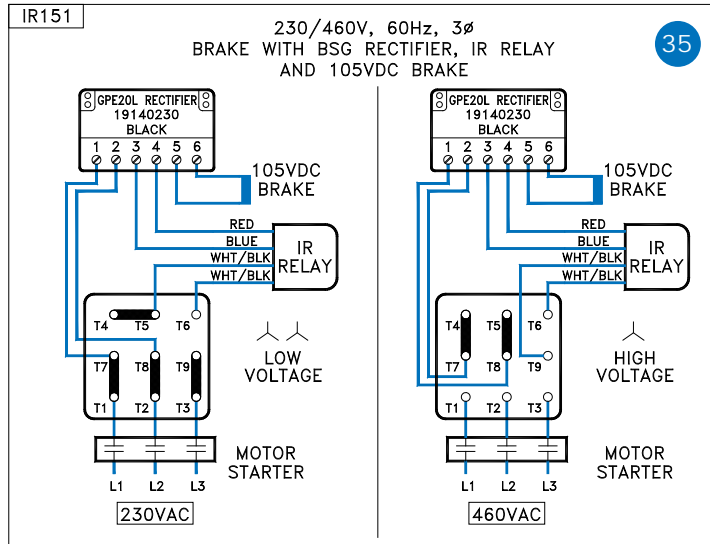 IR151
230/460V, 60Hz, 3ø
BRAKE WITH BSG RECTIFIER, IR RELAY
AND 105VDC BRAKE
35
GPE20L RECTIFIER
19140230
BLACK
1 2 3 4 5 6
105VDC
BRAKE
RED
BLUE
WHT/BLK
WHT/BLK
IR
RELAY
T4 T5 T6
T7 T8 T9
T1 T2 T3
LOW
VOLTAGE
MOTOR
STARTER
L1 L2 L3
230VAC
GPE20L RECTIFIER
19140230
BLACK
1 2 3 4 5 6
105VDC
BRAKE
RED
BLUE
WHT/BLK
WHT/BLK
IR
RELAY
T4 T5 T6
T7 T8 T9
T1 T2 T3
HIGH
VOLTAGE
MOTOR
STARTER
L1 L2 L3
460VAC